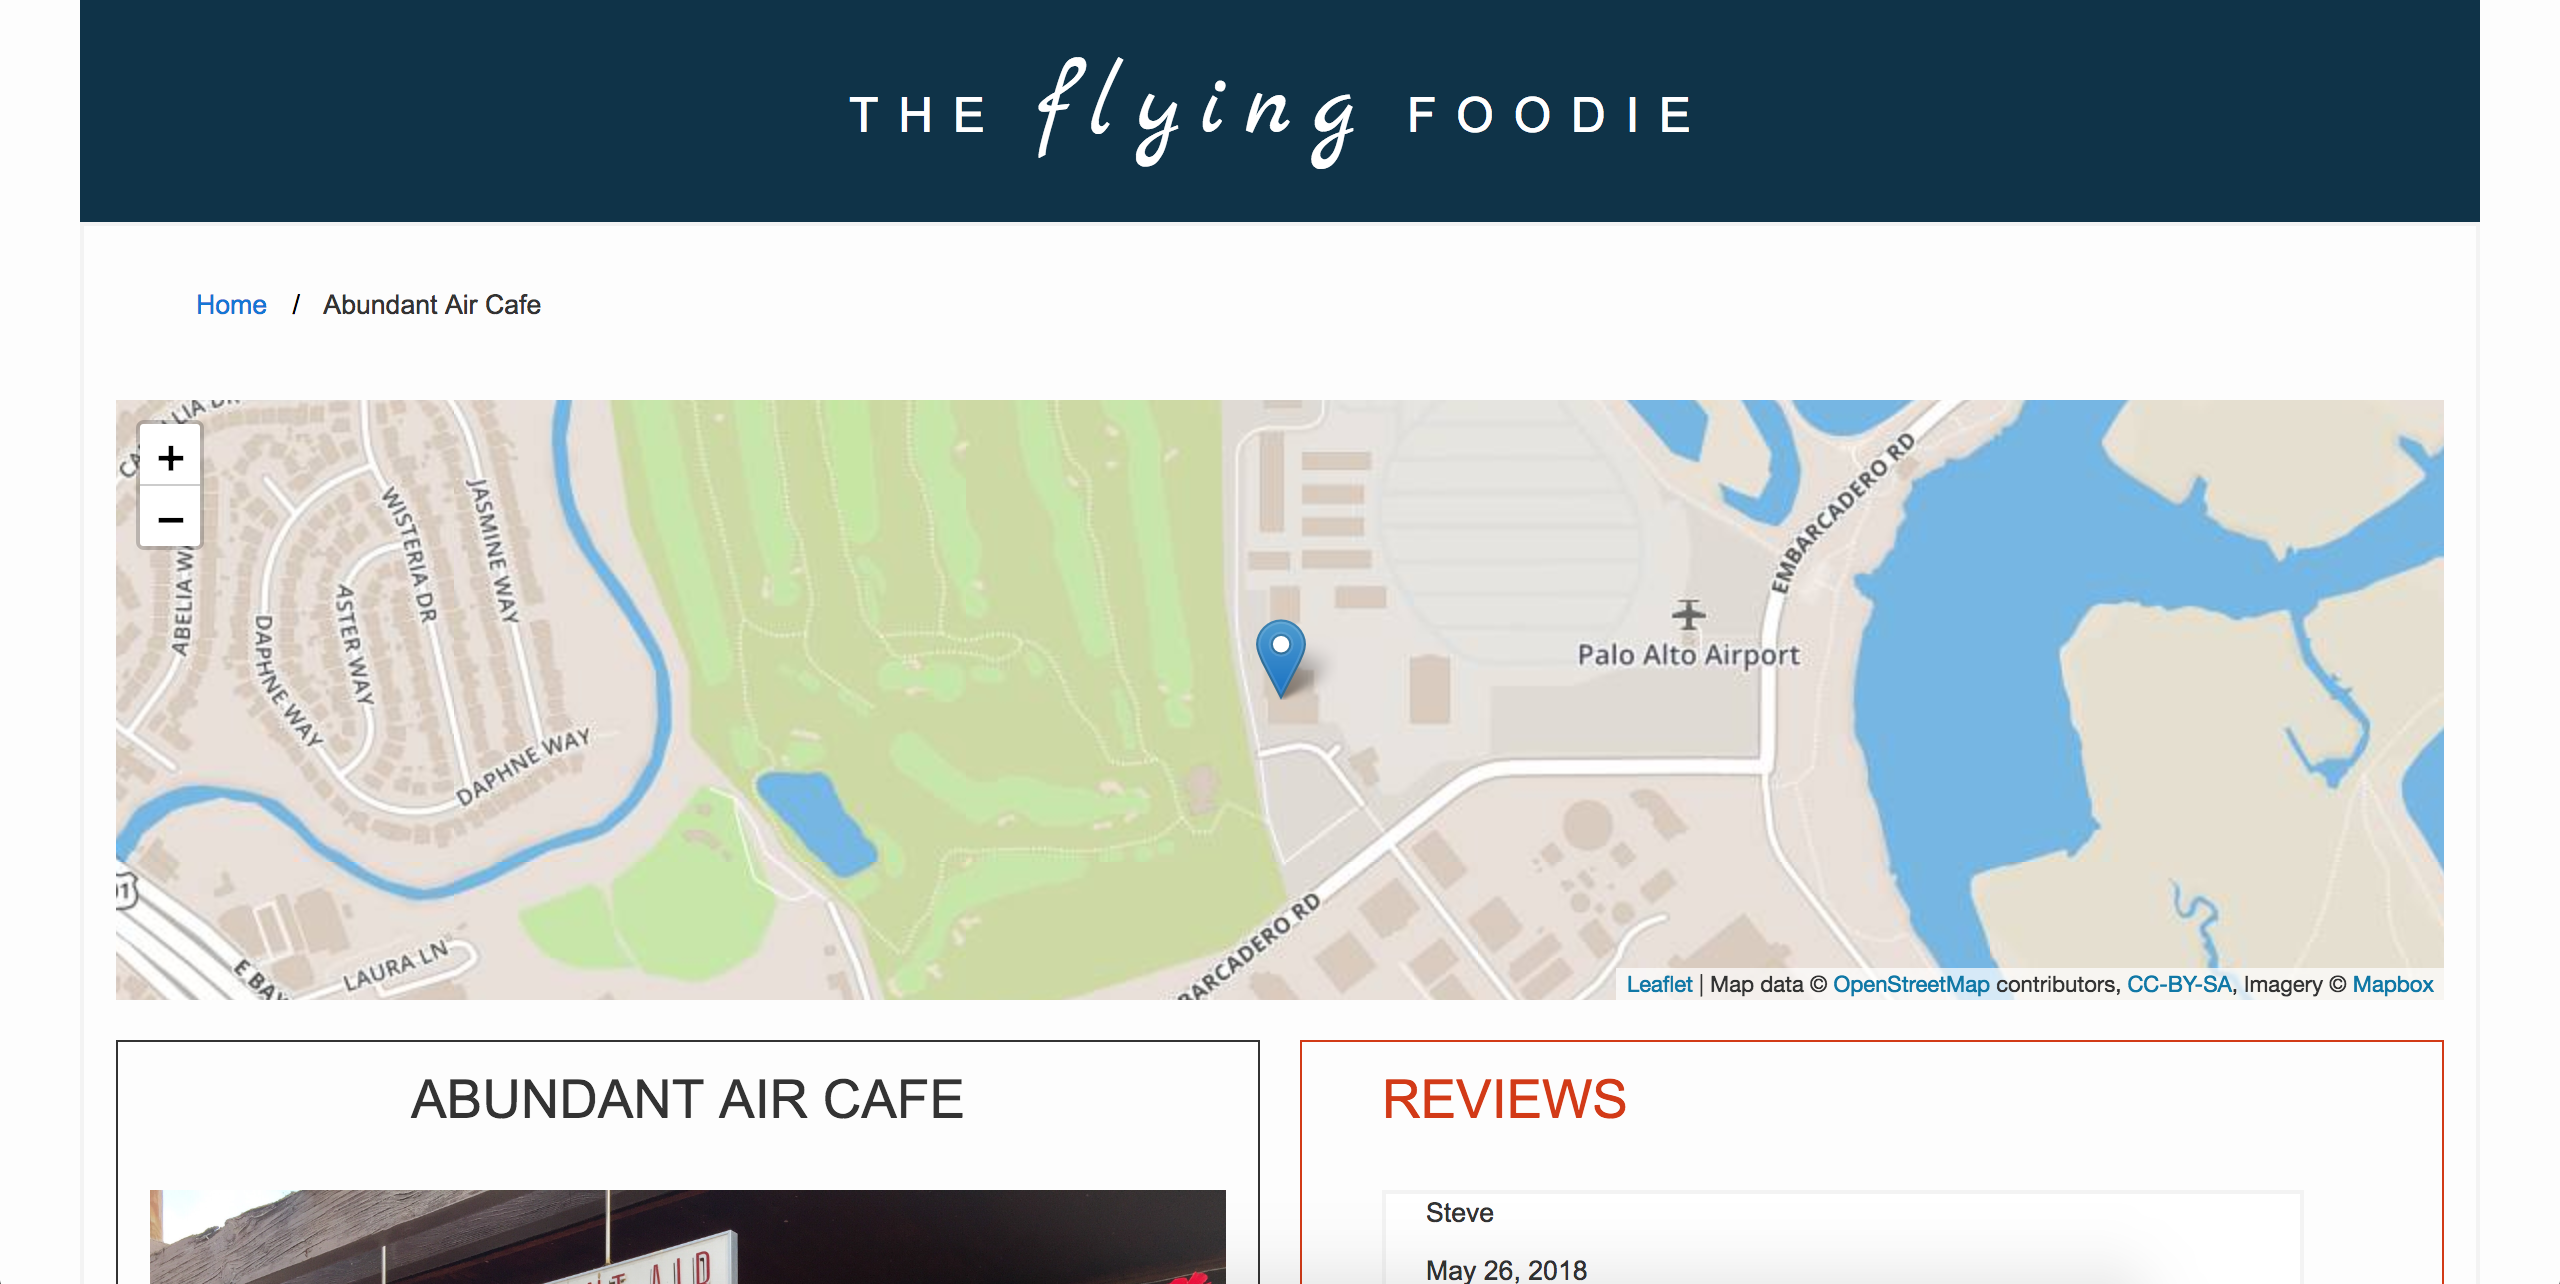 THE flying FOODIE
Home / Abundant Air Cafe
+
−
WISTERIA DR
JASMINE WAY
ABELIA WA
ASTER WAY
DAPHNE WAY
DAPHNE WAY
EMBARCADERO RD
Palo Alto Airport
E BAY
LAURA LN
BARCADERO RD
Leaflet | Map data © OpenStreetMap contributors, CC-BY-SA, Imagery © Mapbox
ABUNDANT AIR CAFE
REVIEWS
Steve
May 26, 2018